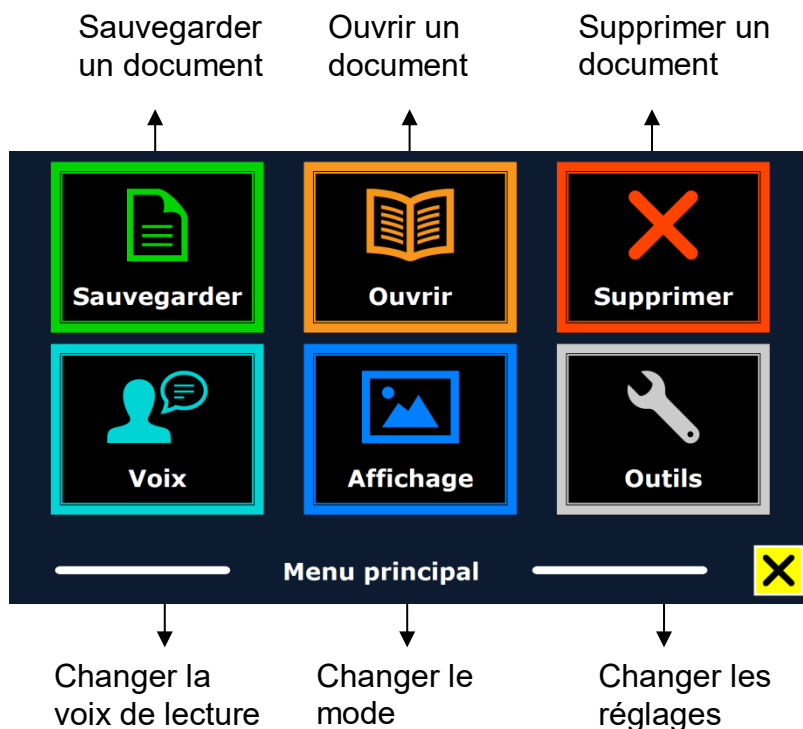 Sauvegarder
un document
Ouvrir un
document
Supprimer un
document
Sauvegarder
Ouvrir
Supprimer
Voix
Affichage
Outils
Menu principal
Changer la
voix de lecture
Changer le
mode
Changer les
réglages